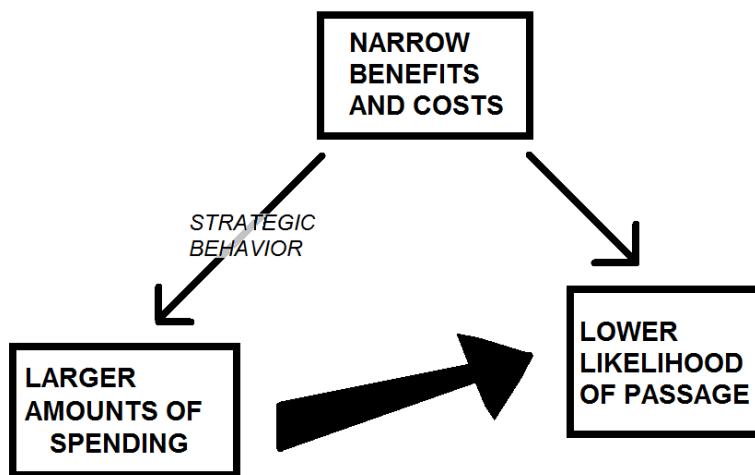 NARROW
BENEFITS
AND COSTS
STRATEGIC
BEHAVIOR
LARGER
AMOUNTS OF
SPENDING
LOWER
LIKELIHOOD
OF PASSAGE